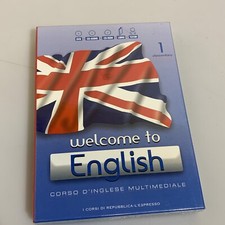 1
welcome to
English
CORSO D'INGLESE MULTIMEDIALE
I CORSI DI REPUBBLICA-L'ESPRESSO